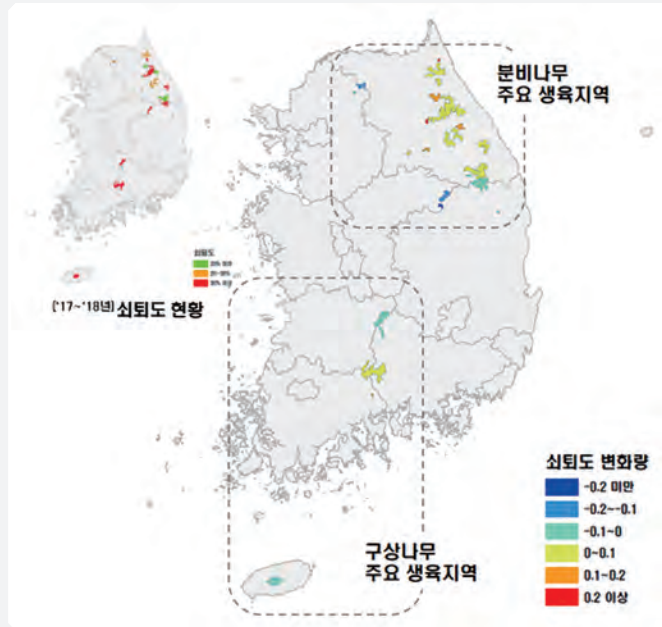 분비나무
주요 생육지역
쇠퇴도
('17~'18년) 쇠퇴도 현황
구상나무
주요 생육지역
쇠퇴도 변화량
-0.2 미만
-0.2~-0.1
-0.1~0
0~0.1
0.1~0.2
0.2 이상